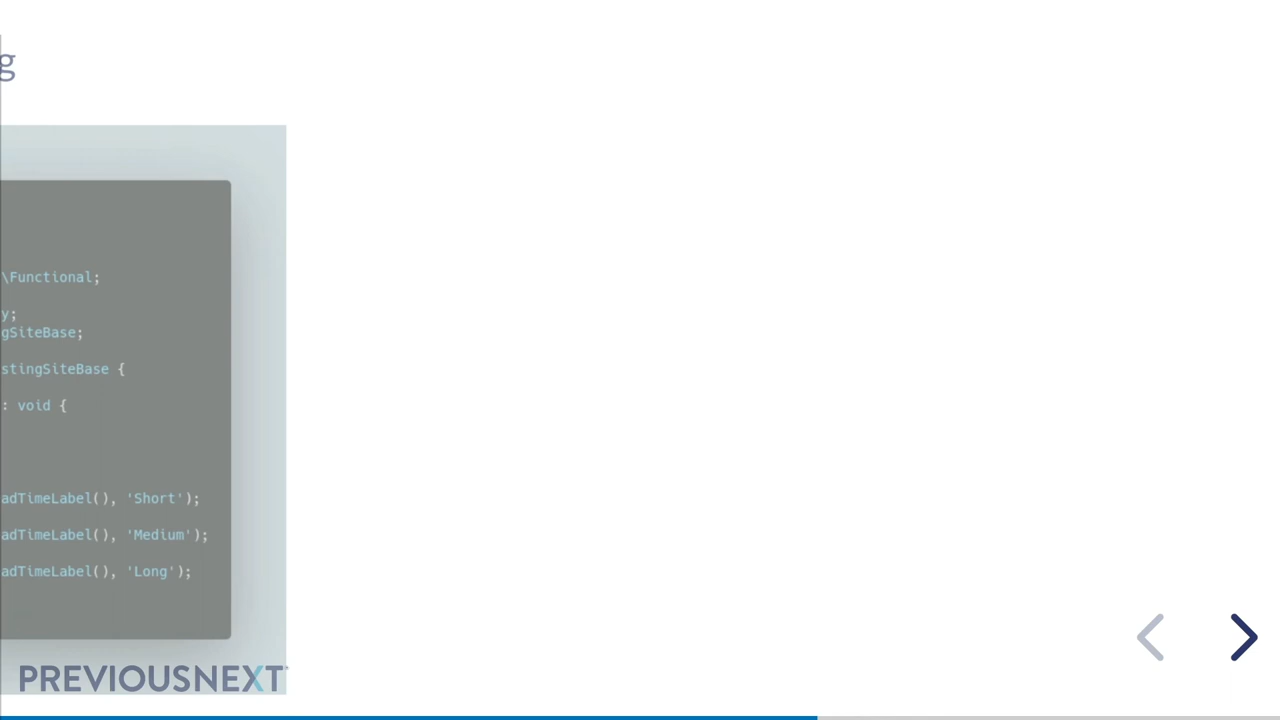 g
\Functional;
y;
gSiteBase;
stingSiteBase {
: void {
adTimeLabel(), 'Short');
adTimeLabel(), 'Medium');
adTimeLabel(), 'Long');
PREVIOUSNEXT